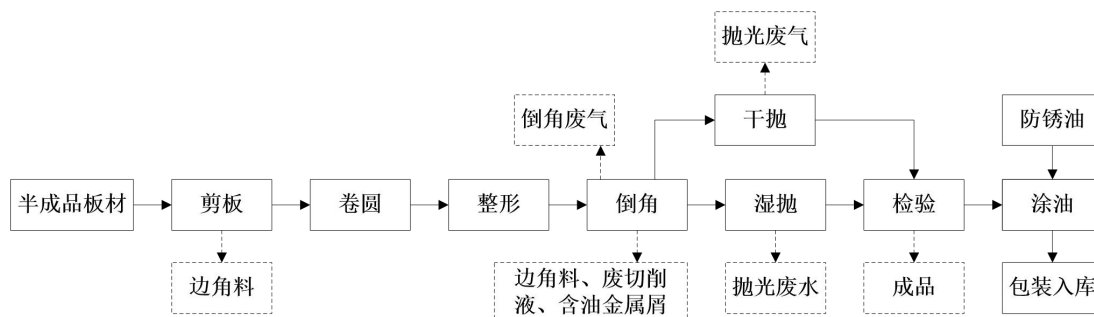 抛光废气
倒角废气
干抛
防锈油
半成品板材
剪板
卷圆
整形
倒角
湿抛
检验
涂油
边角料
边角料、废切削
液、含油金属屑
抛光废水
成品
包装入库